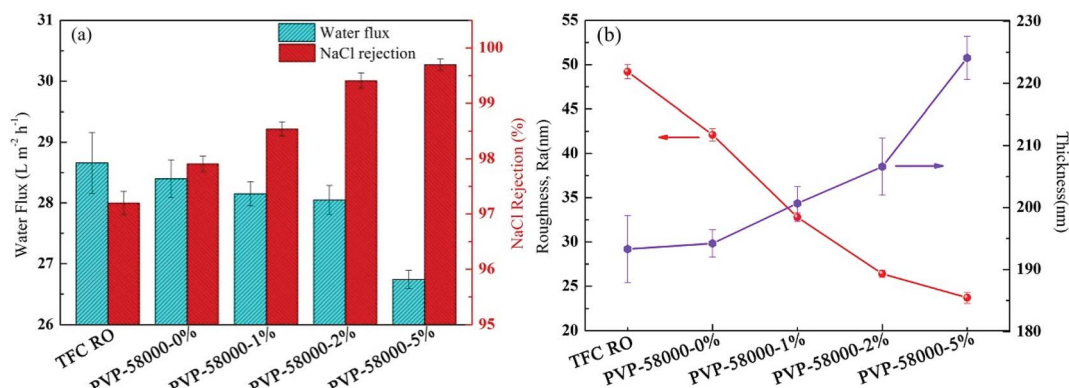 (a)
Water flux
NaCl rejection
Water Flux (L m⁻² h⁻¹)
31
30
29
28
27
26
NaCl Rejection (%)
100
99
98
97
96
95
TFC RO
PVP-58000-0%
PVP-58000-1%
PVP-58000-2%
PVP-58000-5%
(b)
Roughness, Ra(nm)
55
50
45
40
35
30
25
20
Thickness(nm)
230
220
210
200
190
180
TFC RO
PVP-58000-0%
PVP-58000-1%
PVP-58000-2%
PVP-58000-5%